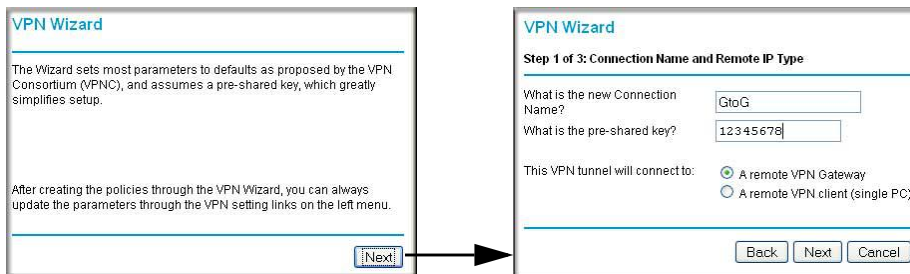 VPN Wizard
The Wizard sets most parameters to defaults as proposed by the VPN
Consortium (VPNC), and assumes a pre-shared key, which greatly
simplifies setup.
After creating the policies through the VPN Wizard, you can always
update the parameters through the VPN setting links on the left menu.
Next
VPN Wizard
Step 1 of 3: Connection Name and Remote IP Type
What is the new Connection
Name?
GtoG
What is the pre-shared key?
12345678
This VPN tunnel will connect to:
A remote VPN Gateway
A remote VPN client (single PC)
Back Next Cancel